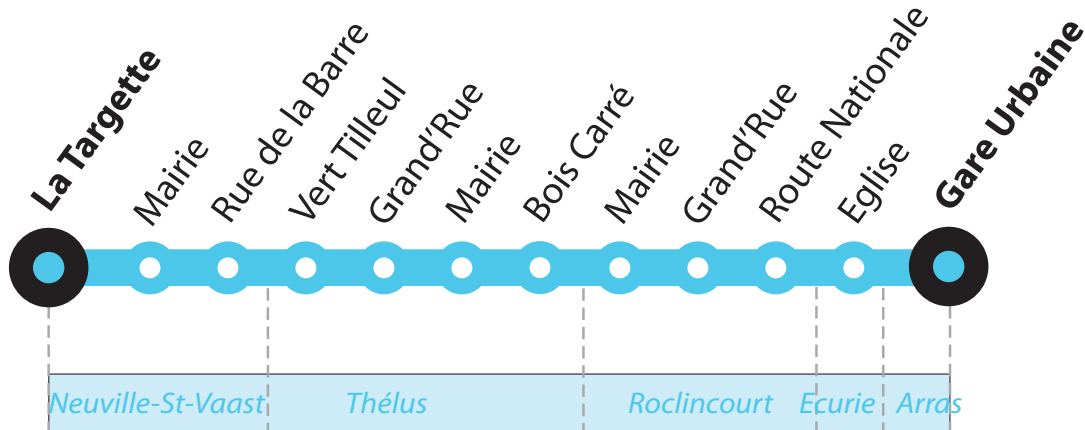 La Targette
Mairie
Rue de la Barre
Vert Tilleul
Grand'Rue
Mairie
Bois Carré
Mairie
Grand'Rue
Route Nationale
Eglise
Gare Urbaine
Neuville-St-Vaast
Thélus
Roclincourt
Ecurie
Arras